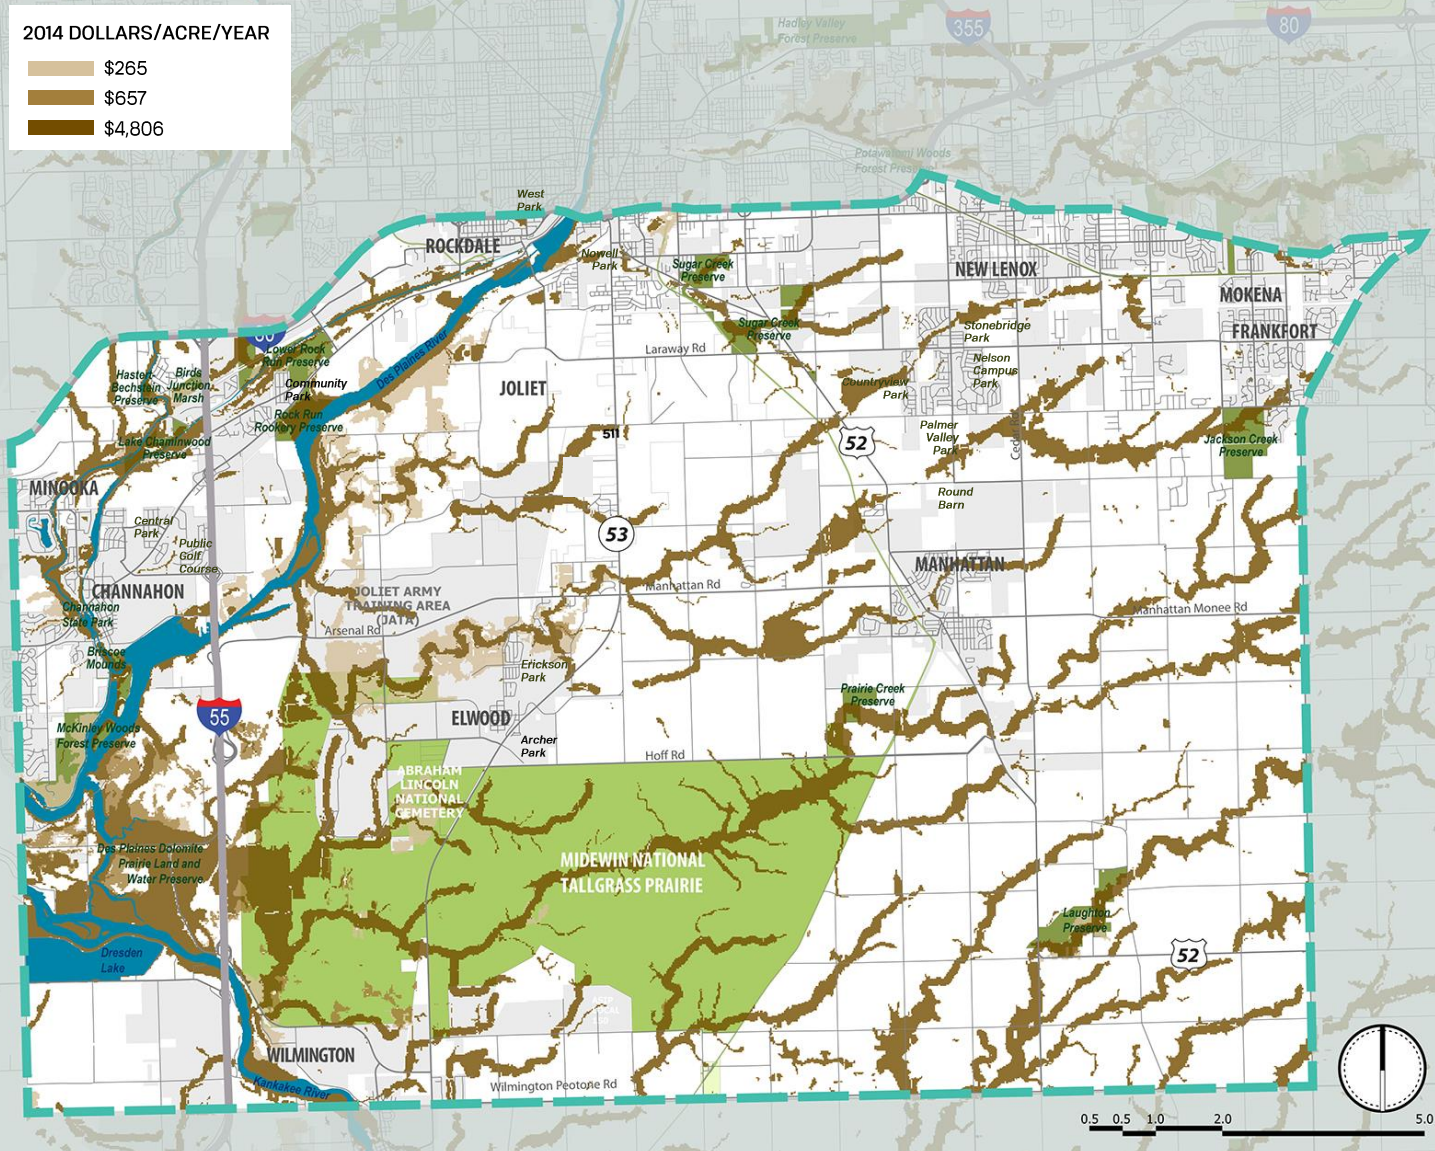 2014 DOLLARS/ACRE/YEAR
$265
$657
$4,806
Hadley Valley
Forest Preserve
355
80
Potawatomi Woods
Forest Preserve
West
Park
ROCKDALE
Nowell
Park
Sugar Creek
Preserve
NEW LENOX
MOKENA
FRANKFORT
Sugar Creek
Preserve
Stonebridge
Park
Lower Rock
Run Preserve
Laraway Rd
Des Plaines River
Nelson
Campus
Park
Hastert-
Bechstein
Preserve
Birds
Junction
Marsh
Community
Park
JOLIET
Countryview
Park
Rock Run
Rookery Preserve
511
52
Palmer
Valley
Park
Cedar Rd
Jackson Creek
Preserve
Lake Chaminwood
Preserve
MINOOKA
Round
Barn
Central
Park
53
Public
Golf
Course
MANHATTAN
CHANNAHON
JOLIET ARMY
TRAINING AREA
(JATA)
Manhattan Rd
Channahon
State Park
Arsenal Rd
Manhattan Monee Rd
Briscoe
Mounds
Erickson
Park
Prairie Creek
Preserve
55
ELWOOD
McKinley Woods
Forest Preserve
Archer
Park
Hoff Rd
ABRAHAM
LINCOLN
NATIONAL
CEMETERY
Des Plaines Dolomite
Prairie Land and
Water Preserve
MIDEWIN NATIONAL
TALLGRASS PRAIRIE
Laughton
Preserve
Dresden
Lake
52
WILMINGTON
Kankakee River
Wilmington Peotone Rd
0.5 0.5 1.0 2.0 5.0